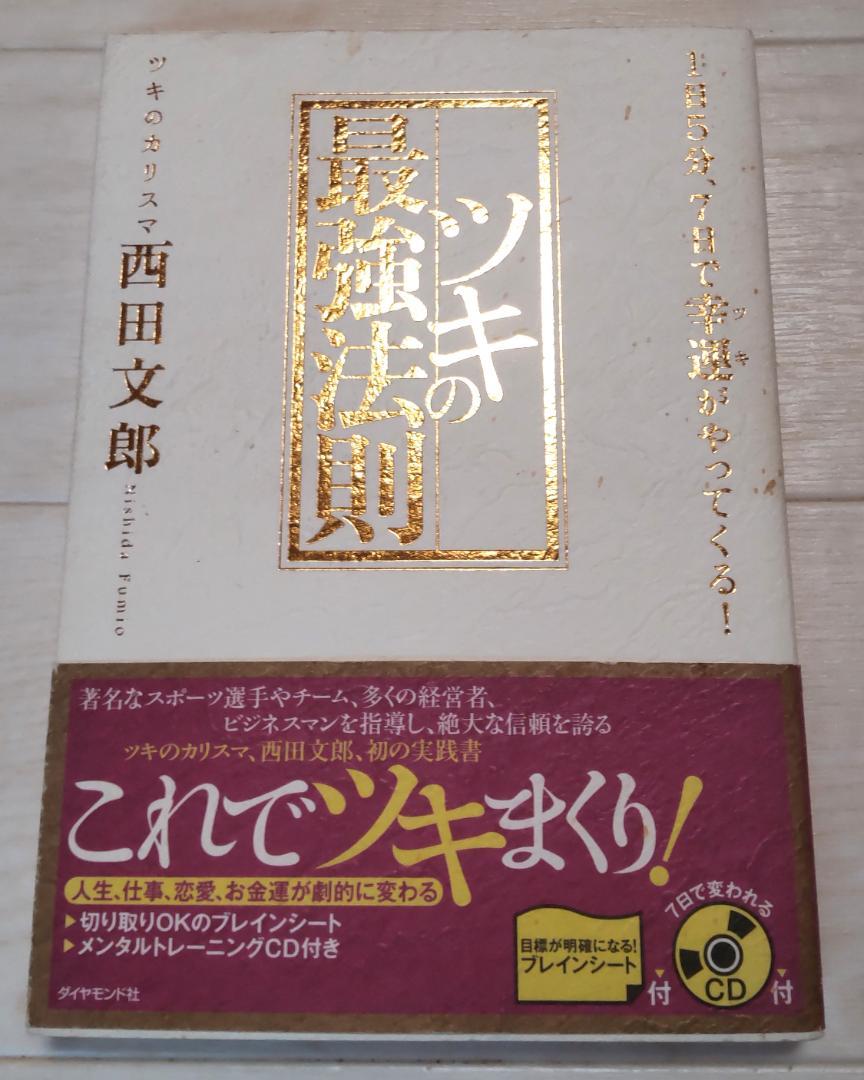 1日5分、7日で幸運がやってくる!
ツキ
ツキの
最強法則
ツキのカリスマ
西田文郎
Nishida Fumio
著名なスポーツ選手やチーム、多くの経営者、
ビジネスマンを指導し、絶大な信頼を誇る
ツキのカリスマ、西田文郎、初の実践書
これでツキまくり!
人生、仕事、恋愛、お金運が劇的に変わる
▶切り取りOKのブレインシート
▶メンタルトレーニングCD付き
目標が明確になる!
ブレインシート
付
7日で変われる
CD
付
ダイヤモンド社